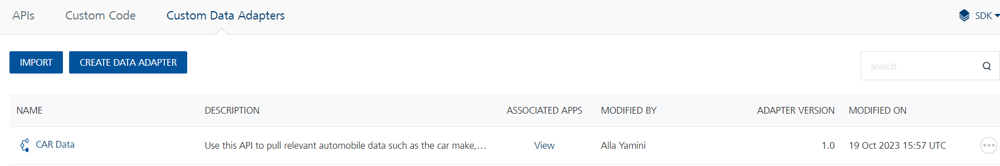 APIs Custom Code Custom Data Adapters SDK
IMPORT CREATE DATA ADAPTER search
NAME DESCRIPTION ASSOCIATED APPS MODIFIED BY ADAPTER VERSION MODIFIED ON
CAR Data Use this API to pull relevant automobile data such as the car make,... View Alla Yamini 1.0 19 Oct 2023 15:57 UTC